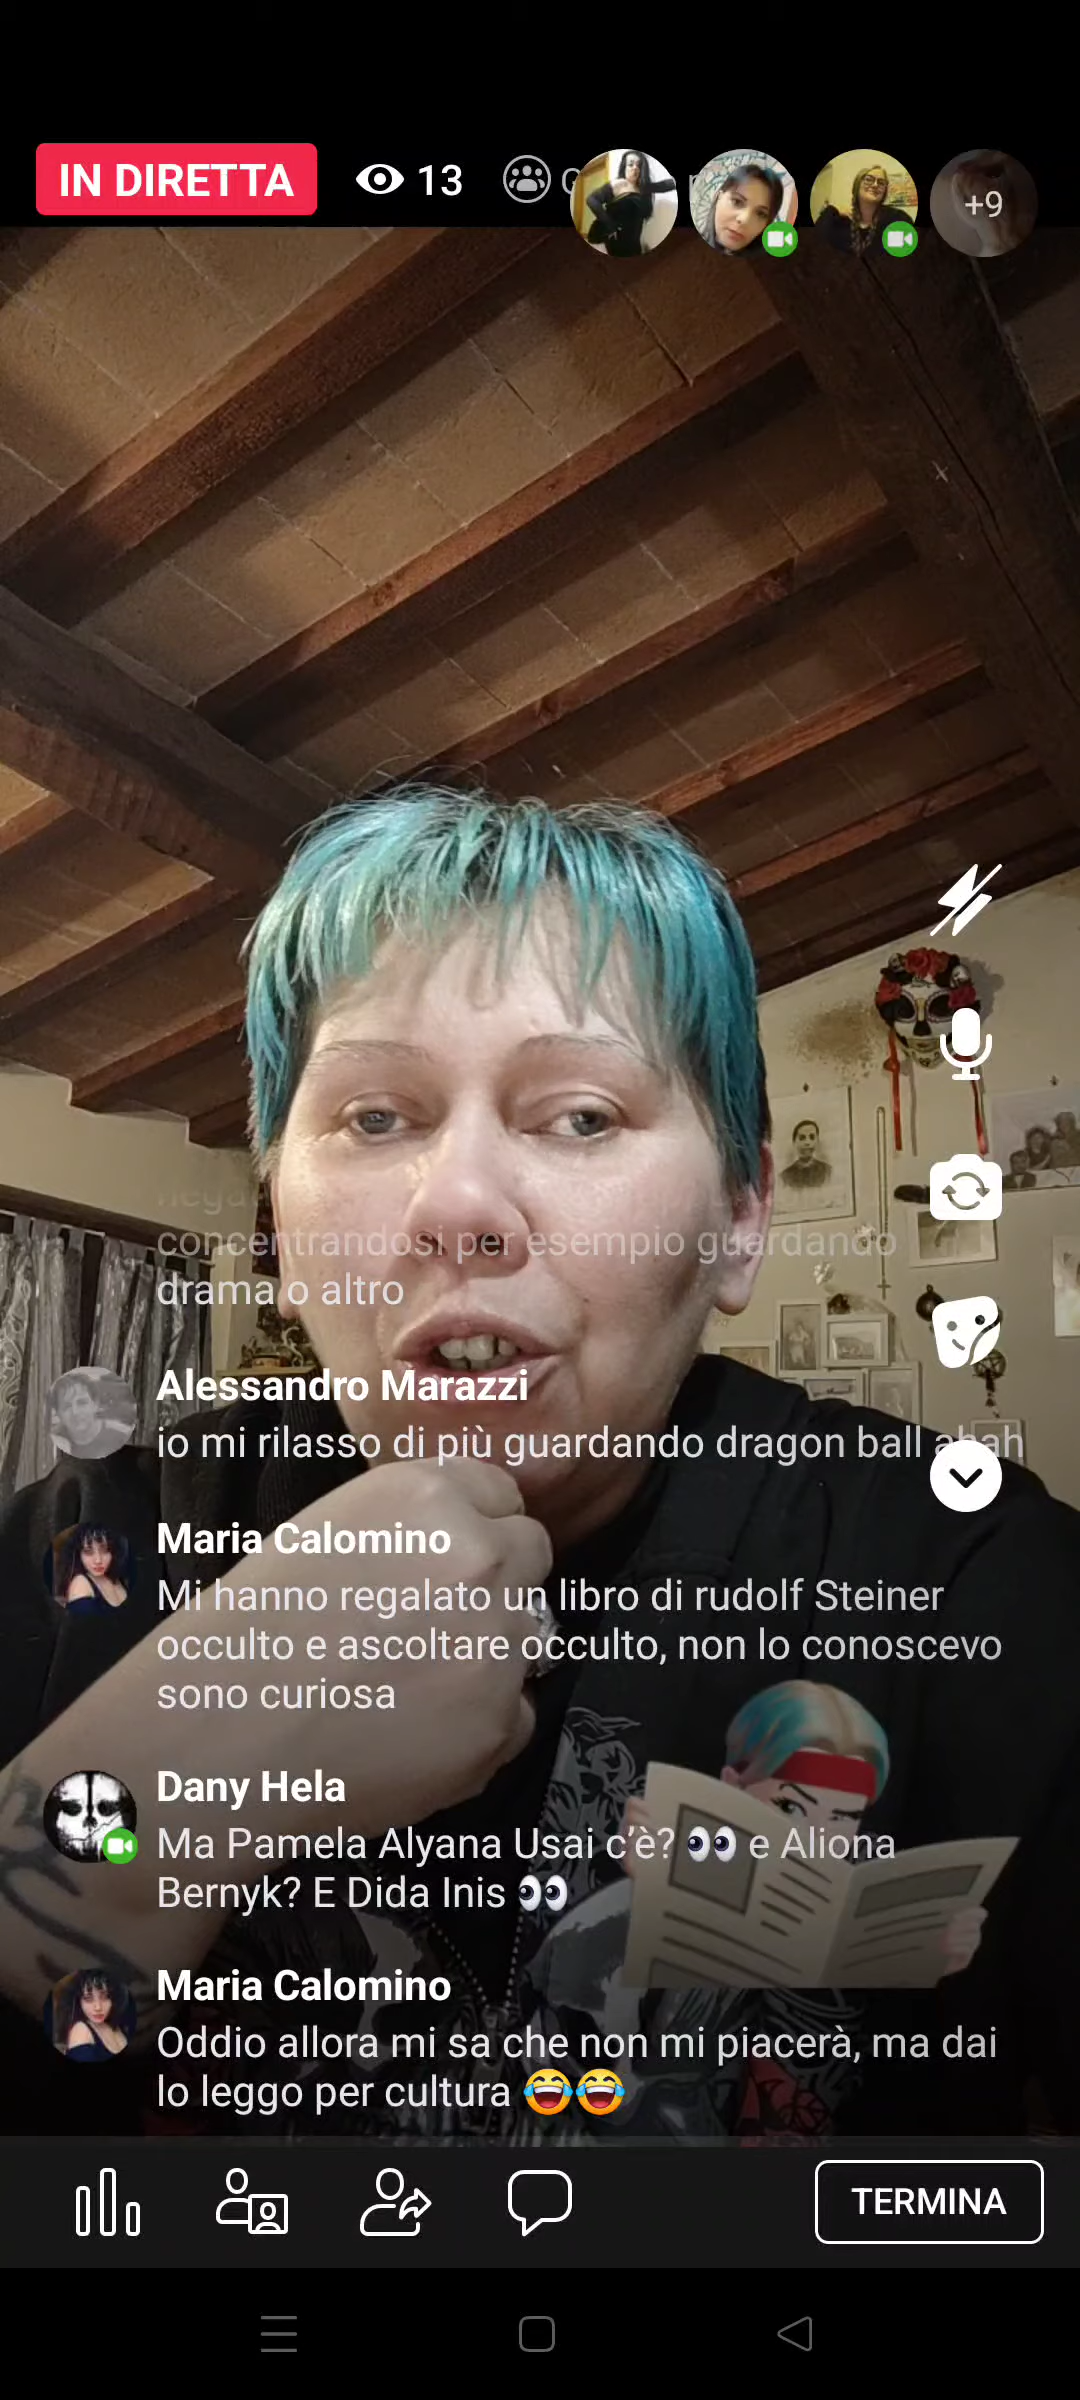 IN DIRETTA
13
+9
concentrandosi per esempio guardando
drama o altro
Alessandro Marazzi
io mi rilasso di più guardando dragon ball ahah
Maria Calomino
Mi hanno regalato un libro di rudolf Steiner
occulto e ascoltare occulto, non lo conoscevo
sono curiosa
Dany Hela
Ma Pamela Alyana Usai c'è? 👀 e Aliona
Bernyk? E Dida Inis 👀
Maria Calomino
Oddio allora mi sa che non mi piacerà, ma dai
lo leggo per cultura 😂😂
TERMINA